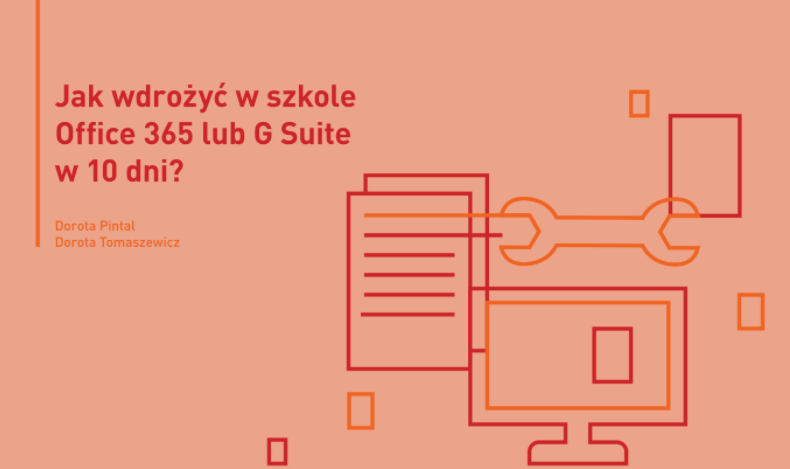 Jak wdrożyć w szkole
Office 365 lub G Suite
w 10 dni?
Dorota Pintal
Dorota Tomaszewicz